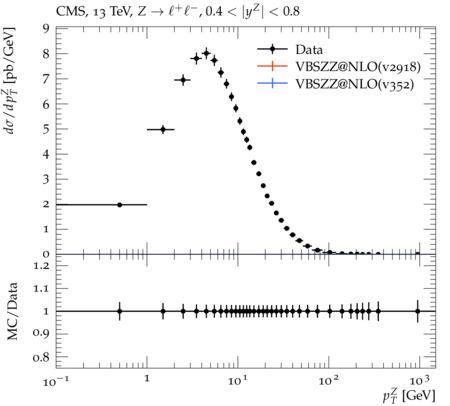 CMS, 13 TeV, Z → ℓ⁺ℓ⁻, 0.4 < |y^Z| < 0.8
dσ/dp_T^Z [pb/GeV]
9
8
7
6
5
4
3
2
1
0
Data
VBSZZ@NLO(v2918)
VBSZZ@NLO(v352)
MC/Data
1.2
1.1
1
0.9
0.8
10⁻¹ 1 10¹ 10² 10³
p_T^Z [GeV]